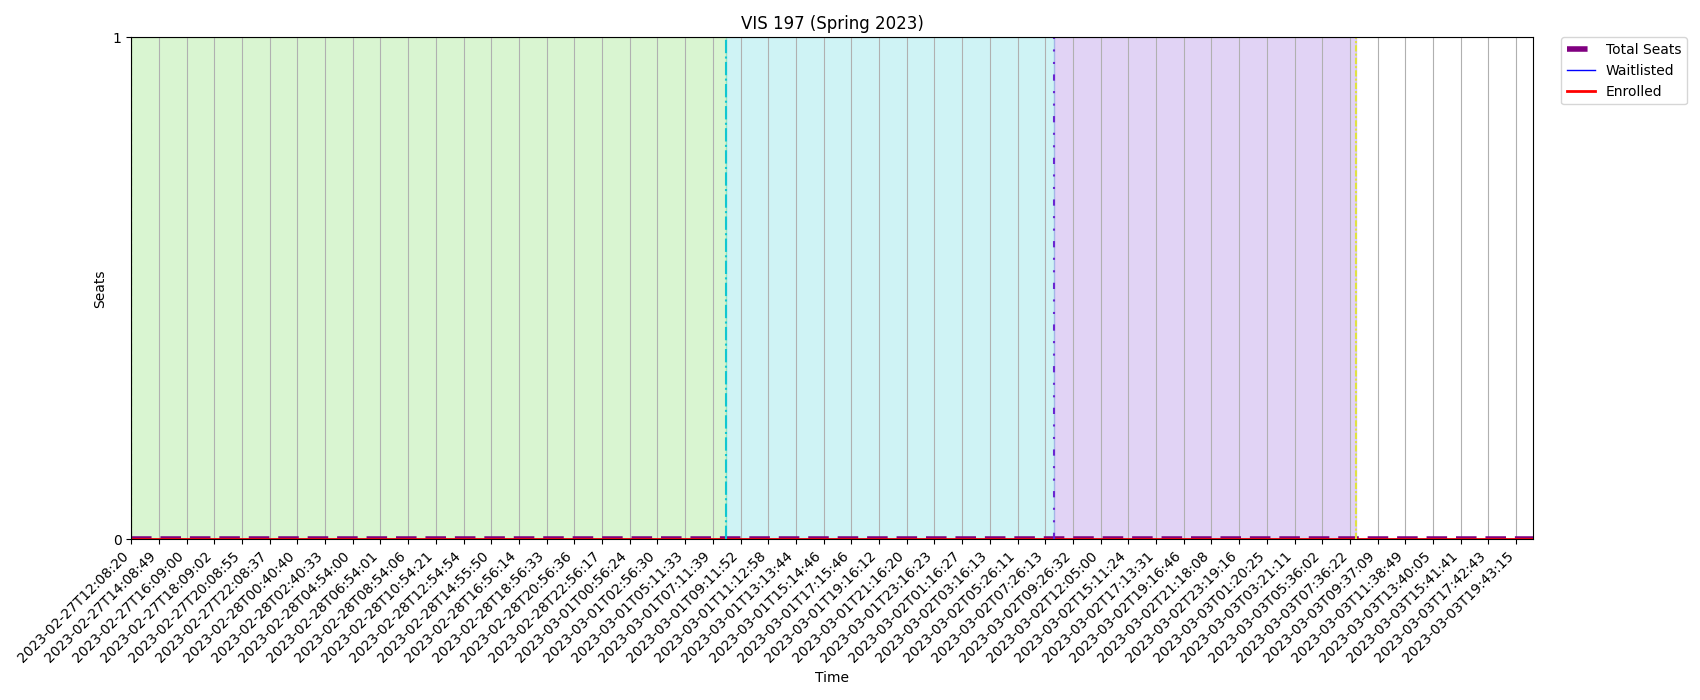 VIS 197 (Spring 2023)
Total Seats
Waitlisted
Enrolled
Seats
1
0
2023-02-27T12:08:20
2023-02-27T14:08:49
2023-02-27T16:09:00
2023-02-27T18:09:02
2023-02-27T20:08:55
2023-02-27T22:08:37
2023-02-28T00:40:40
2023-02-28T02:40:33
2023-02-28T04:54:00
2023-02-28T06:54:01
2023-02-28T08:54:06
2023-02-28T10:54:21
2023-02-28T12:54:54
2023-02-28T14:55:50
2023-02-28T16:56:14
2023-02-28T18:56:33
2023-02-28T20:56:36
2023-02-28T22:56:17
2023-03-01T00:56:24
2023-03-01T02:56:30
2023-03-01T05:11:33
2023-03-01T07:11:39
2023-03-01T09:11:52
2023-03-01T11:12:58
2023-03-01T13:13:44
2023-03-01T15:14:46
2023-03-01T17:15:46
2023-03-01T19:16:12
2023-03-01T21:16:20
2023-03-01T23:16:23
2023-03-02T01:16:27
2023-03-02T03:16:13
2023-03-02T05:26:11
2023-03-02T07:26:13
2023-03-02T09:26:32
2023-03-02T12:05:00
2023-03-02T15:11:24
2023-03-02T17:13:31
2023-03-02T19:16:46
2023-03-02T21:18:08
2023-03-02T23:19:16
2023-03-03T01:20:25
2023-03-03T03:21:11
2023-03-03T05:36:02
2023-03-03T07:36:22
2023-03-03T09:37:09
2023-03-03T11:38:49
2023-03-03T13:40:05
2023-03-03T15:41:41
2023-03-03T17:42:43
2023-03-03T19:43:15
Time